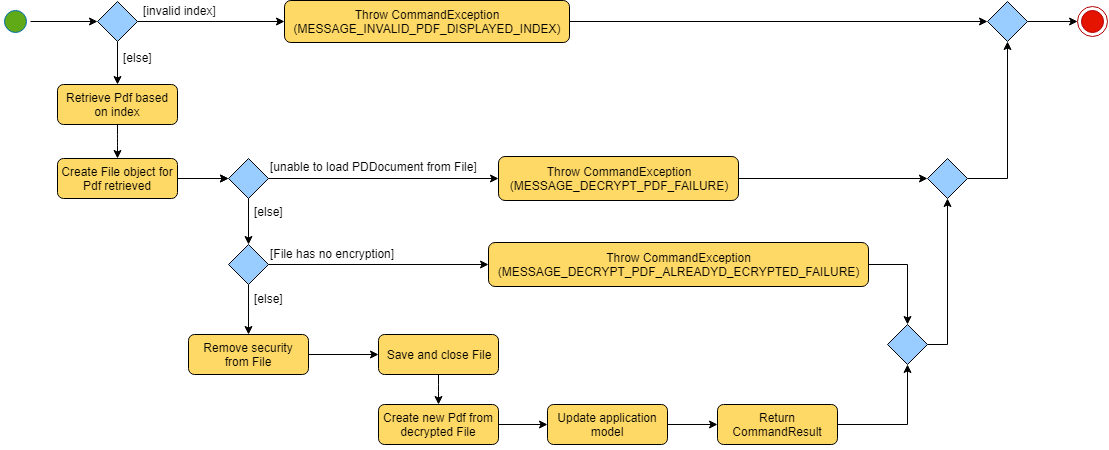 [invalid index]
Throw CommandException
(MESSAGE_INVALID_PDF_DISPLAYED_INDEX)
[else]
Retrieve Pdf based
on index
Create File object for
Pdf retrieved
[unable to load PDDocument from File]
Throw CommandException
(MESSAGE_DECRYPT_PDF_FAILURE)
[else]
[File has no encryption]
Throw CommandException
(MESSAGE_DECRYPT_PDF_ALREADYD_ECRYPTED_FAILURE)
[else]
Remove security
from File
Save and close File
Create new Pdf from
decrypted File
Update application
model
Return
CommandResult